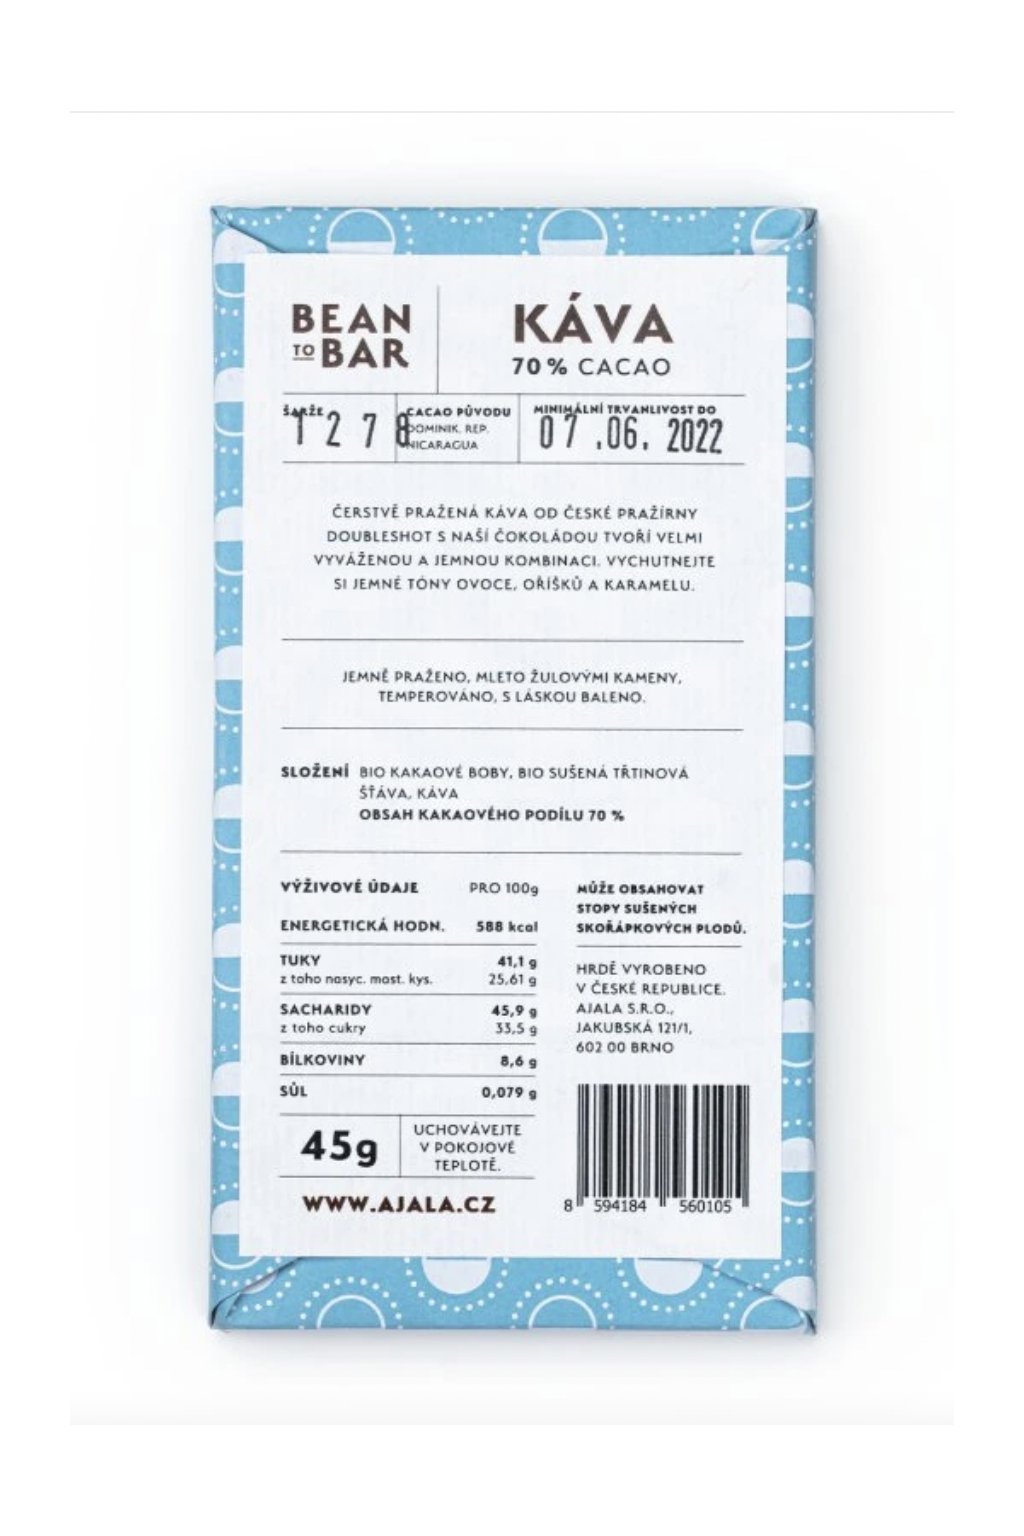 BEAN
TO BAR
KÁVA
70 % CACAO
ŠARŽE
1278
CACAO PŮVODU
DOMINIK. REP.
NICARAGUA
MINIMÁLNÍ TRVANLIVOST DO
07.06. 2022
ČERSTVĚ PRAŽENÁ KÁVA OD ČESKÉ PRAŽÍRNY
DOUBLESHOT S NAŠÍ ČOKOLÁDOU TVOŘÍ VELMI
VYVÁŽENOU A JEMNOU KOMBINACI. VYCHUTNEJTE
SI JEMNÉ TÓNY OVOCE, OŘÍŠKŮ A KARAMELU.
JEMNĚ PRAŽENO, MLETO ŽULOVÝMI KAMENY,
TEMPEROVÁNO, S LÁSKOU BALENO.
SLOŽENÍ BIO KAKAOVÉ BOBY, BIO SUŠENÁ TŘTINOVÁ
ŠŤÁVA, KÁVA
OBSAH KAKAOVÉHO PODÍLU 70 %
VÝŽIVOVÉ ÚDAJE PRO 100g
ENERGETICKÁ HODN. 588 kcal
TUKY 41,1 g
z toho nasyc. mast. kys. 25,61 g
SACHARIDY 45,9 g
z toho cukry 33,5 g
BÍLKOVINY 8,6 g
SŮL 0,079 g
45g
UCHOVÁVEJTE
V POKOJOVÉ
TEPLOTĚ.
WWW.AJALA.CZ
MŮŽE OBSAHOVAT
STOPY SUŠENÝCH
SKOŘÁPKOVÝCH PLODŮ.
HRDĚ VYROBENO
V ČESKÉ REPUBLICE.
AJALA S.R.O.,
JAKUBSKÁ 121/1,
602 00 BRNO
8 594184 560105